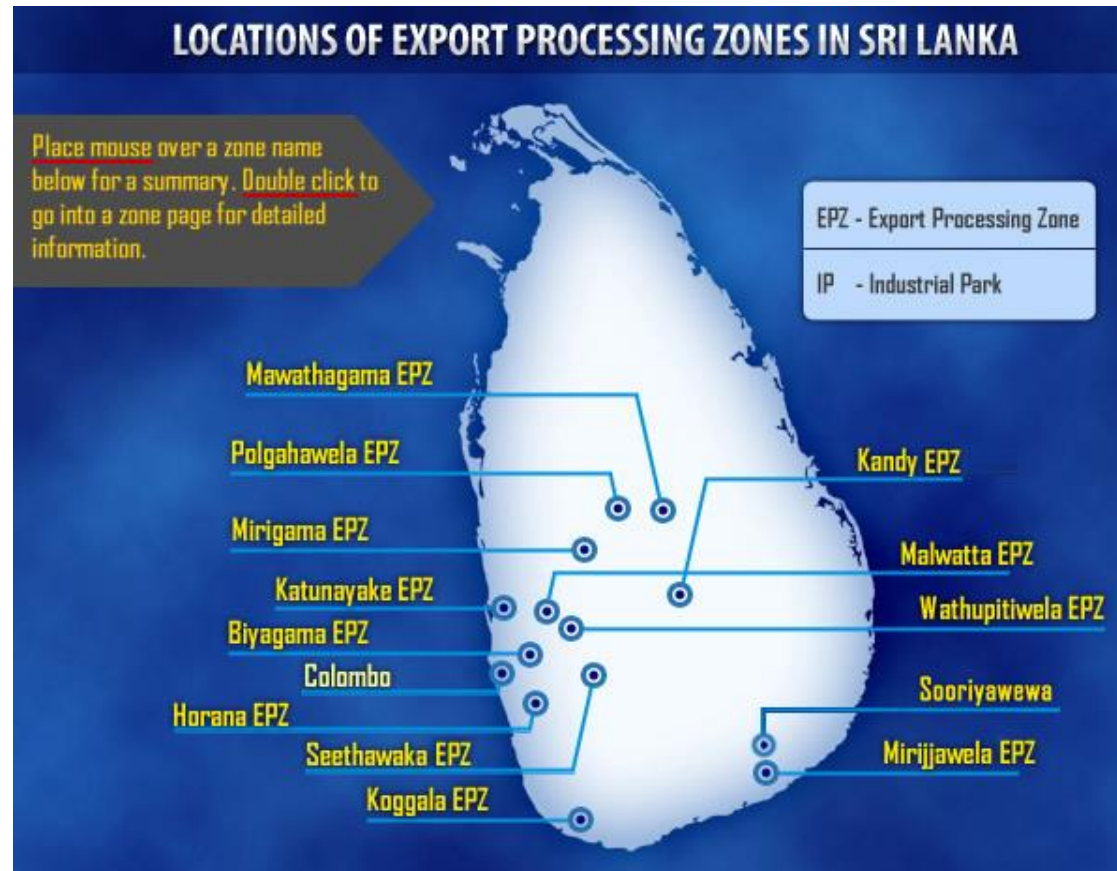 LOCATIONS OF EXPORT PROCESSING ZONES IN SRI LANKA
Place mouse over a zone name
below for a summary. Double click to
go into a zone page for detailed
information.
EPZ - Export Processing Zone
IP - Industrial Park
Mawathagama EPZ
Polgahawela EPZ
Kandy EPZ
Mirigama EPZ
Malwatta EPZ
Katunayake EPZ
Wathupitiwela EPZ
Biyagama EPZ
Colombo
Sooriyawewa
Horana EPZ
Seethawaka EPZ
Mirijjawela EPZ
Koggala EPZ